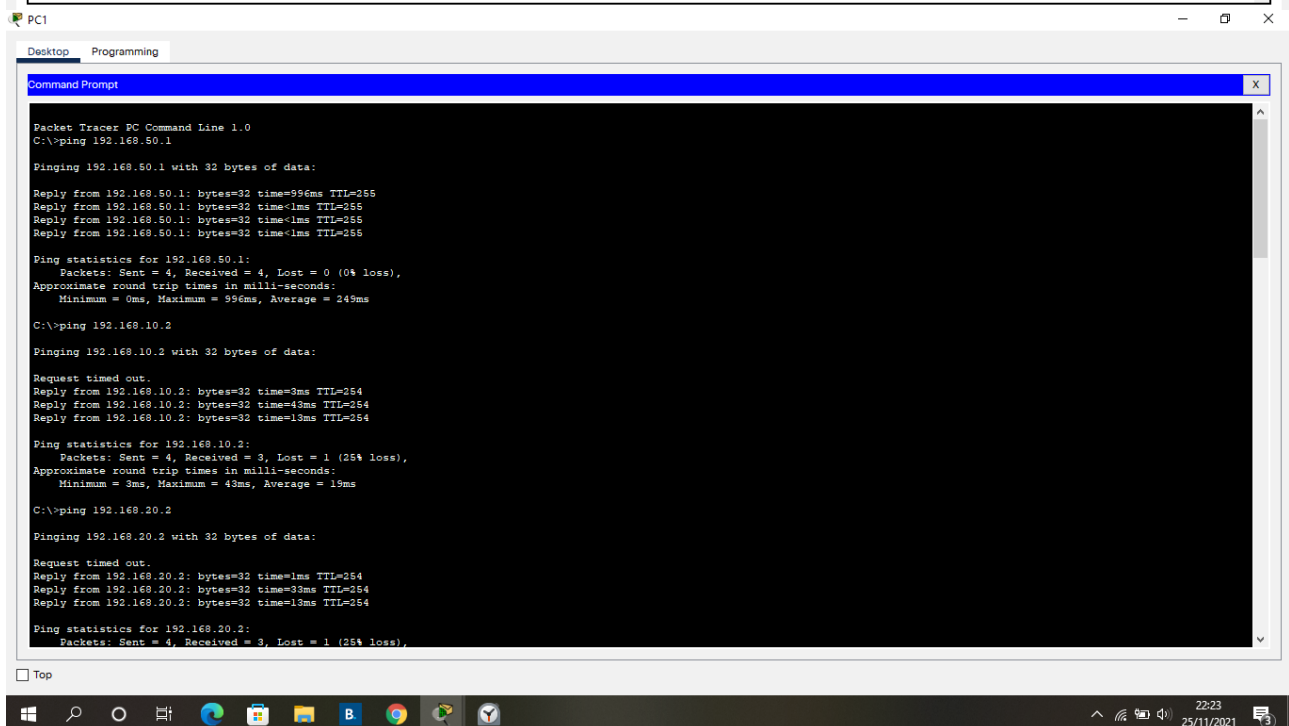 PC1
Desktop Programming
Command Prompt
X
Packet Tracer PC Command Line 1.0
C:\>ping 192.168.50.1
Pinging 192.168.50.1 with 32 bytes of data:
Reply from 192.168.50.1: bytes=32 time=996ms TTL=255
Reply from 192.168.50.1: bytes=32 time<1ms TTL=255
Reply from 192.168.50.1: bytes=32 time<1ms TTL=255
Reply from 192.168.50.1: bytes=32 time<1ms TTL=255
Ping statistics for 192.168.50.1:
Packets: Sent = 4, Received = 4, Lost = 0 (0% loss),
Approximate round trip times in milli-seconds:
Minimum = 0ms, Maximum = 996ms, Average = 249ms
C:\>ping 192.168.10.2
Pinging 192.168.10.2 with 32 bytes of data:
Request timed out.
Reply from 192.168.10.2: bytes=32 time=3ms TTL=254
Reply from 192.168.10.2: bytes=32 time=43ms TTL=254
Reply from 192.168.10.2: bytes=32 time=13ms TTL=254
Ping statistics for 192.168.10.2:
Packets: Sent = 4, Received = 3, Lost = 1 (25% loss),
Approximate round trip times in milli-seconds:
Minimum = 3ms, Maximum = 43ms, Average = 19ms
C:\>ping 192.168.20.2
Pinging 192.168.20.2 with 32 bytes of data:
Request timed out.
Reply from 192.168.20.2: bytes=32 time=1ms TTL=254
Reply from 192.168.20.2: bytes=32 time=33ms TTL=254
Reply from 192.168.20.2: bytes=32 time=13ms TTL=254
Ping statistics for 192.168.20.2:
Packets: Sent = 4, Received = 3, Lost = 1 (25% loss),
Top
B.
22:23
25/11/2021
3